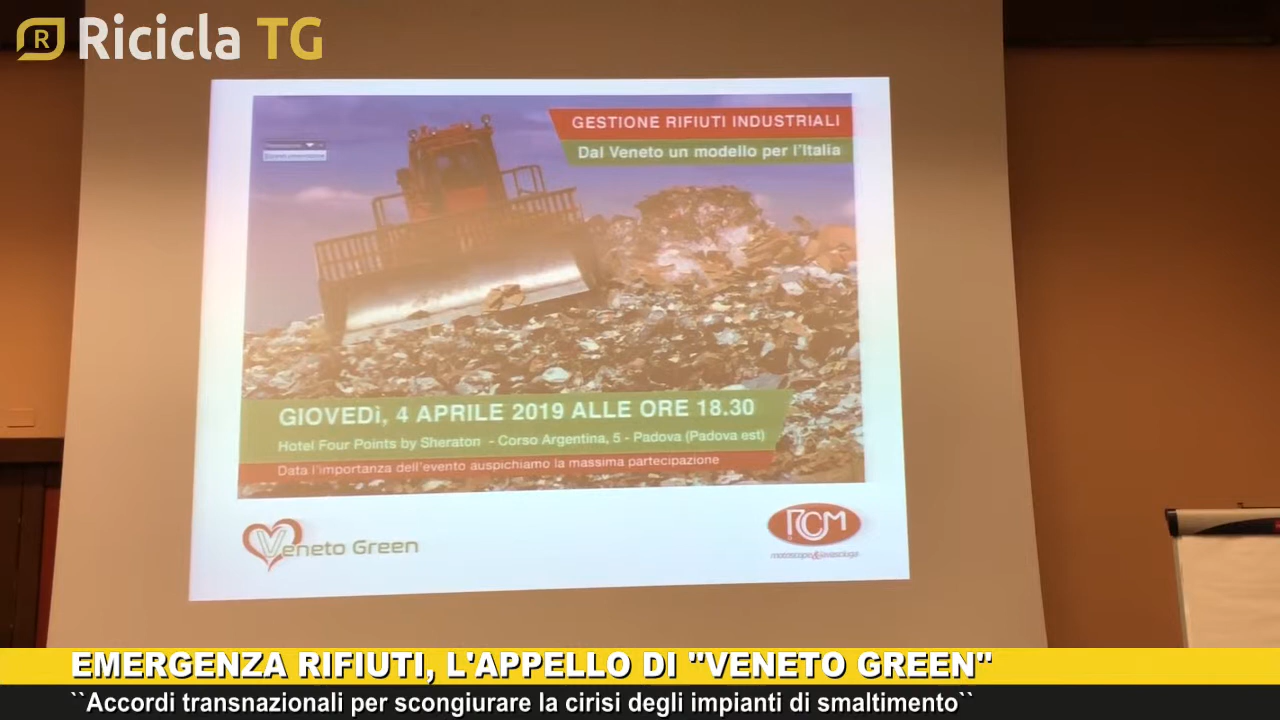 R Ricicla TG
GESTIONE RIFIUTI INDUSTRIALI
Dal Veneto un modello per l'Italia
GIOVEDì, 4 APRILE 2019 ALLE ORE 18.30
Hotel Four Points by Sheraton - Corso Argentina, 5 - Padova (Padova est)
Data l'importanza dell'evento auspichiamo la massima partecipazione
Veneto Green
RCM
motoscope&lavasciuga
EMERGENZA RIFIUTI, L'APPELLO DI "VENETO GREEN"
``Accordi transnazionali per scongiurare la cirisi degli impianti di smaltimento``